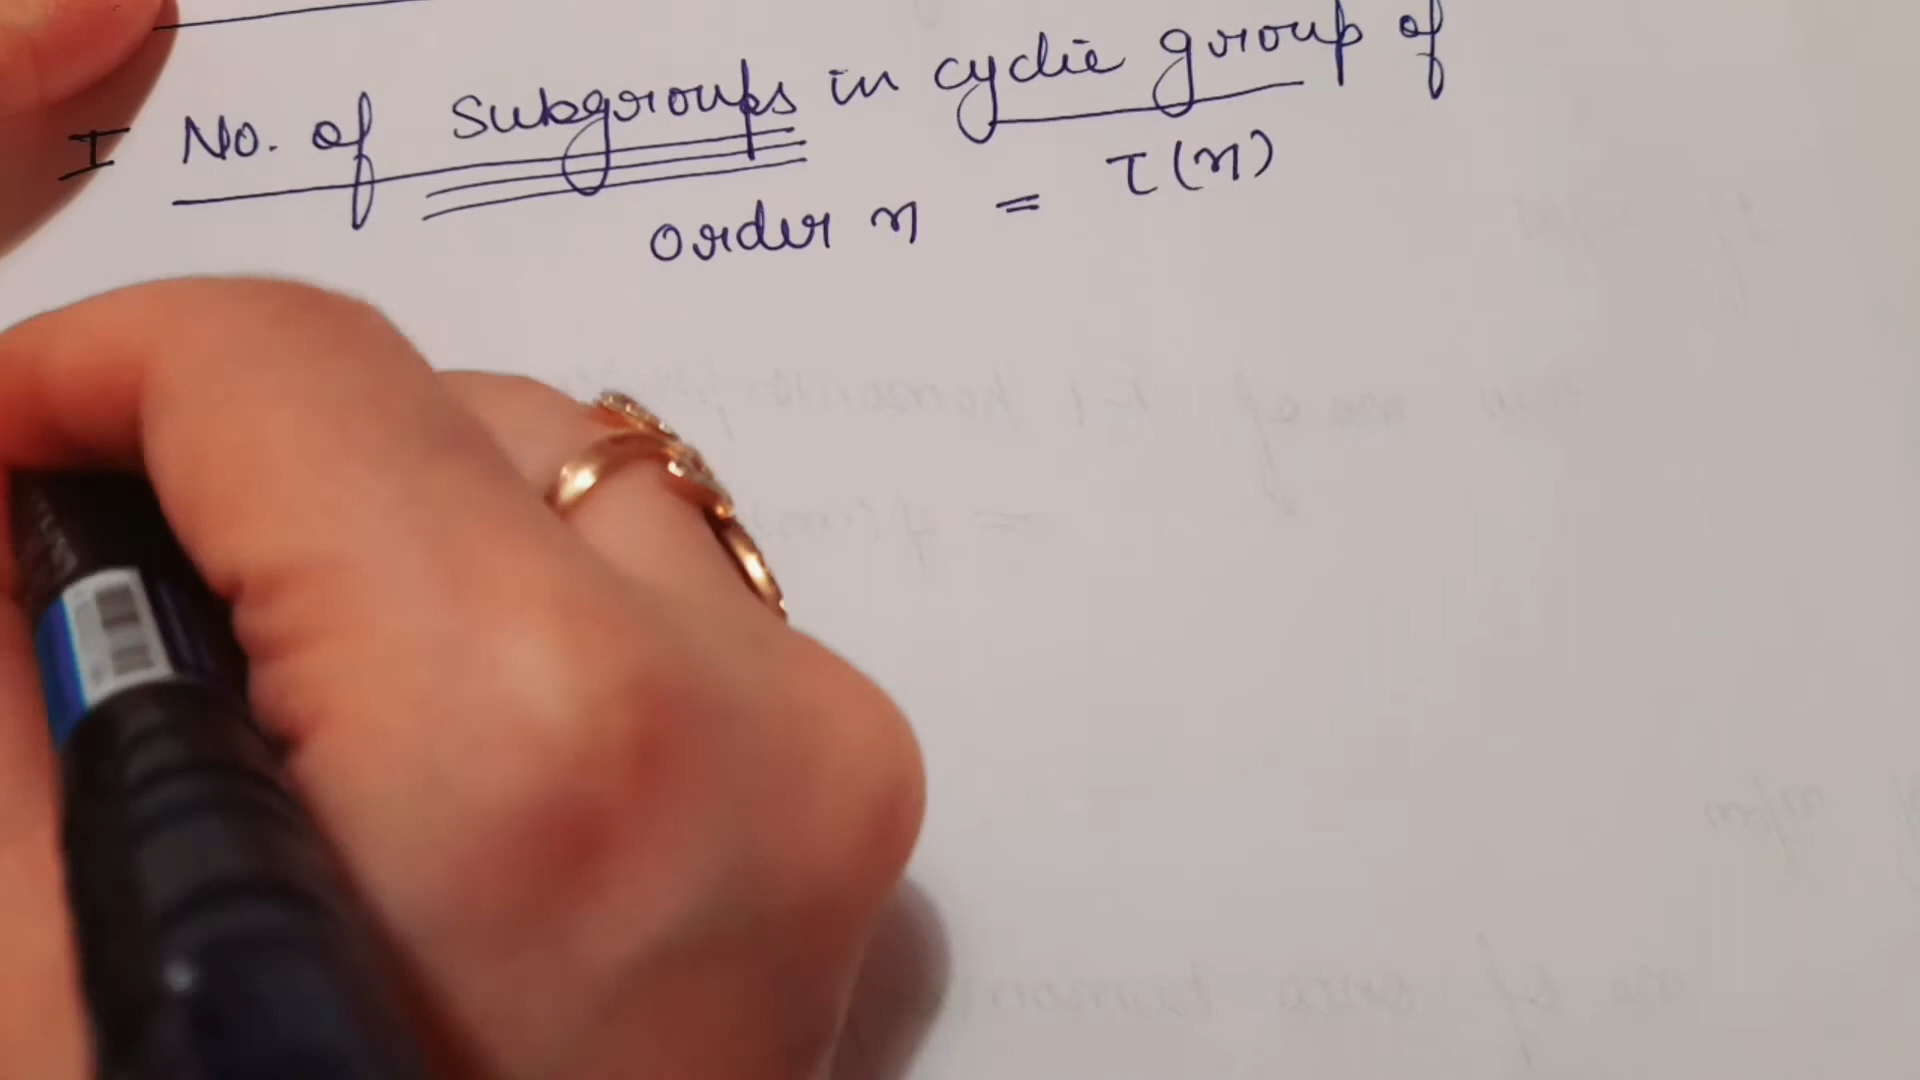 I No. of subgroups in cyclic group of
order n = τ(n)